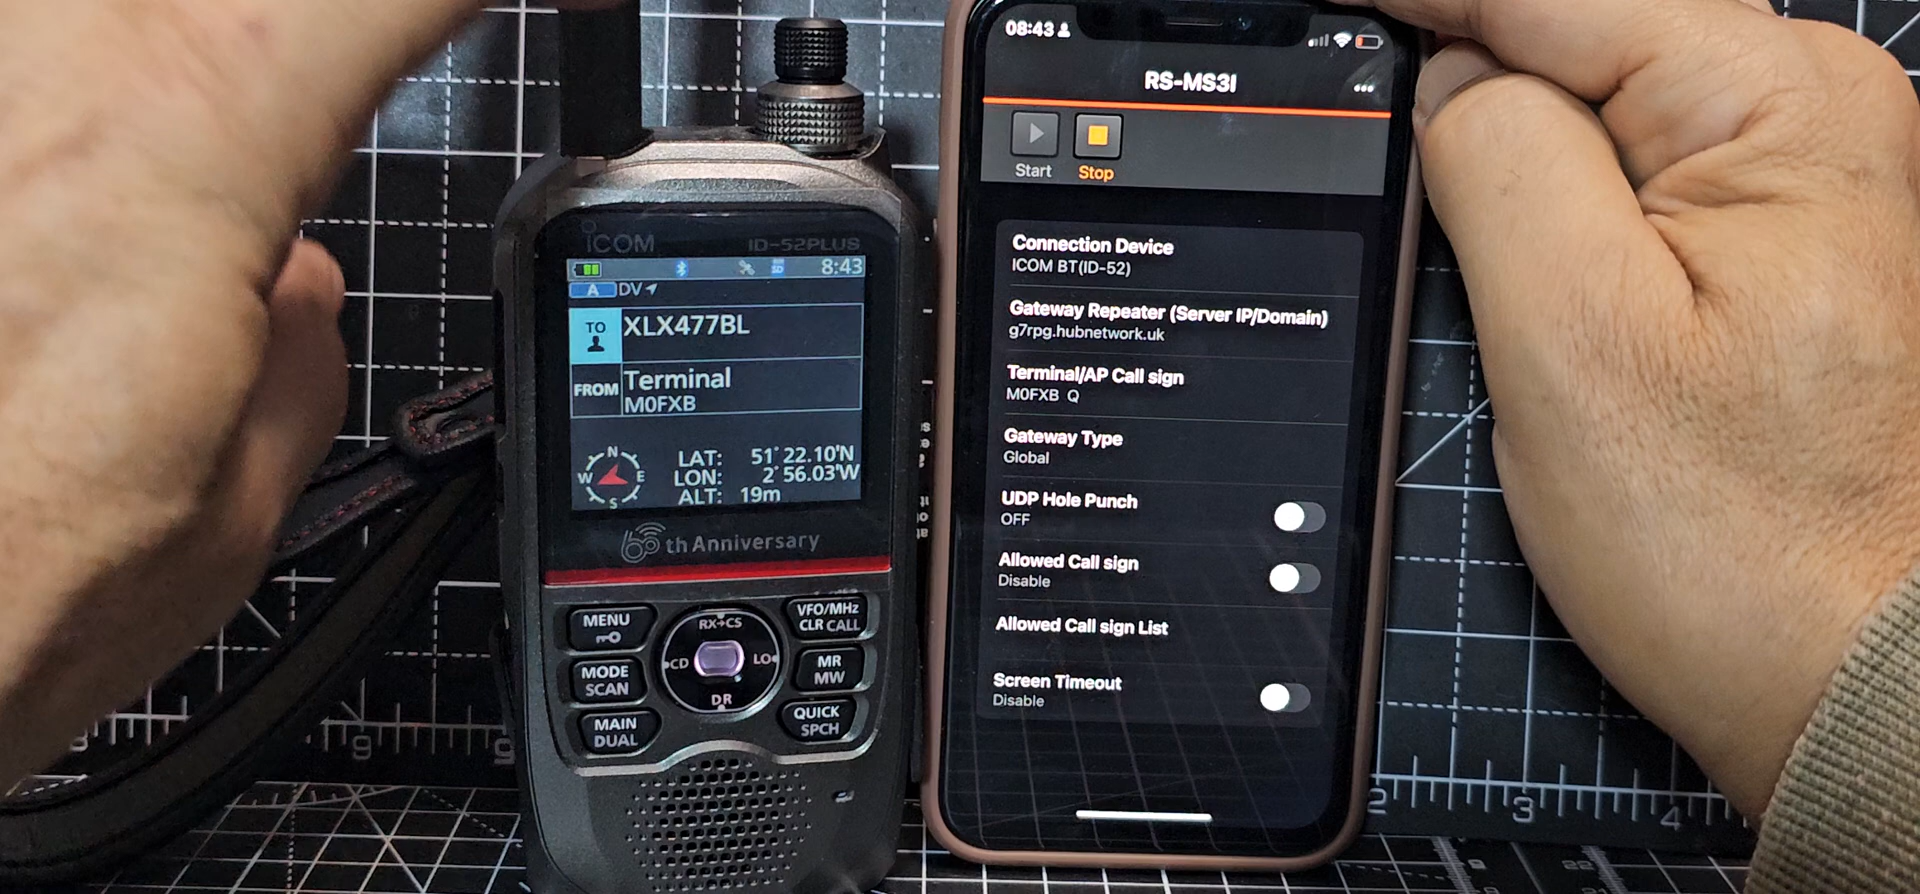 ICOM
ID-52PLUS
8:43
A DV
TO XLX477BL
FROM Terminal
M0FXB
N
W E
S
LAT: 51°22.10'N
LON: 2°56.03'W
ALT: 19m
60th Anniversary
MENU
MODE
SCAN
MAIN
DUAL
RX→CS
CD
LO
DR
VFO/MHz
CLR CALL
MR
MW
QUICK
SPCH
08:43
RS-MS3I
Start
Stop
Connection Device
ICOM BT(ID-52)
Gateway Repeater (Server IP/Domain)
g7rpg.hubnetwork.uk
Terminal/AP Call sign
M0FXB Q
Gateway Type
Global
UDP Hole Punch
OFF
Allowed Call sign
Disable
Allowed Call sign List
Screen Timeout
Disable
2
3
4